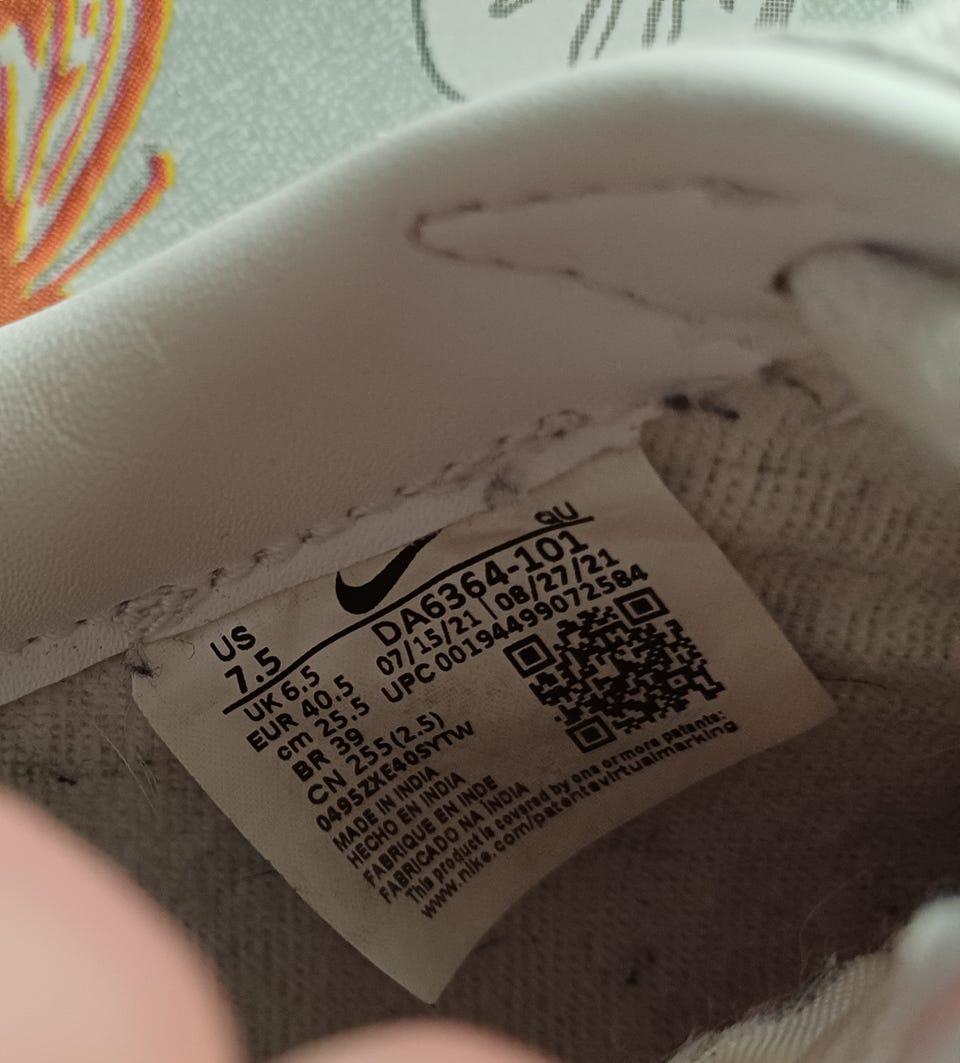 QU
US
7.5
DA6364-101
07/15/21 | 08/27/21
UPC 00194499072584
UK 6.5
EUR 40.5
cm 25.5
BR 39
CN 255(2.5)
0495ZXE40SYTW
MADE IN INDIA
HECHO EN INDIA
FABRIQUE EN INDE
FABRICADO NA ÍNDIA
This product is covered by one or more patents:
www.nike.com/patentsvirtualmarking